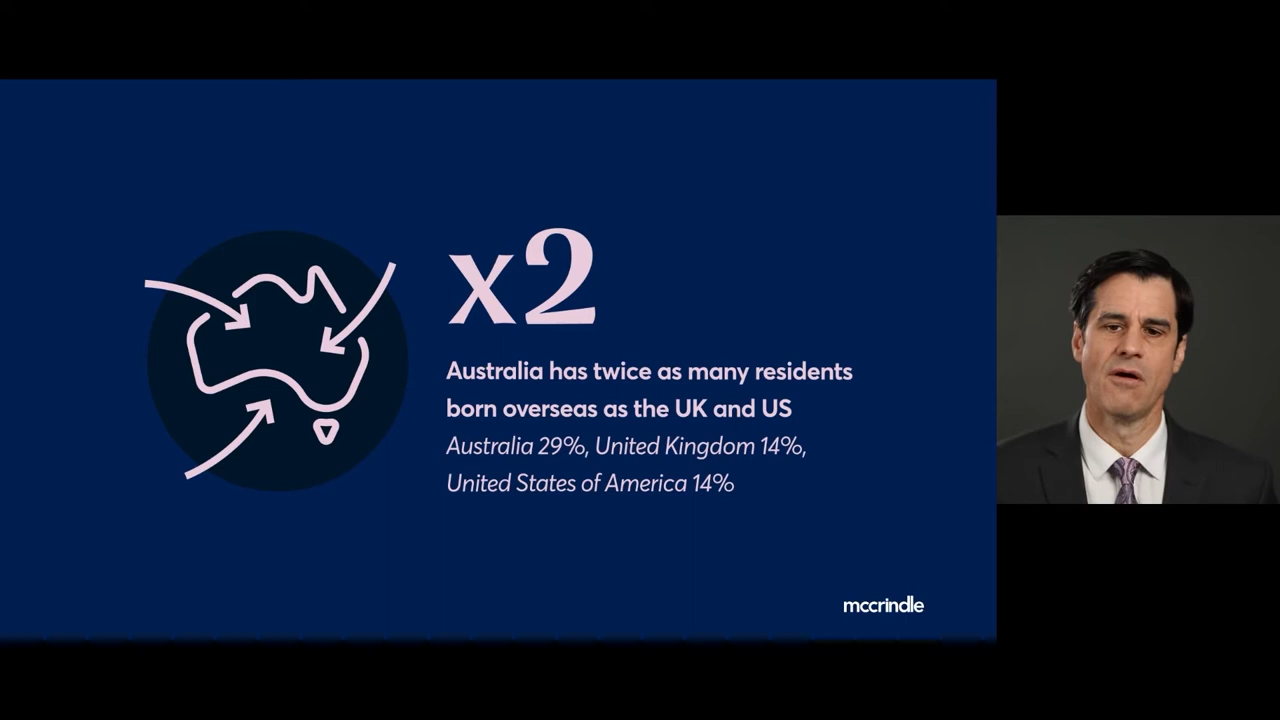 x2
Australia has twice as many residents
born overseas as the UK and US
Australia 29%, United Kingdom 14%,
United States of America 14%
mccrindle